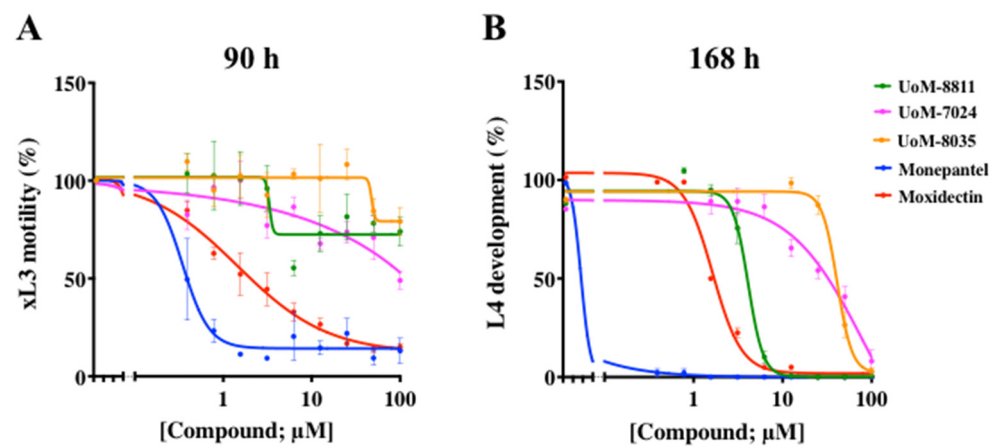 A
90 h
150
100
50
0
xL3 motility (%)
1 10 100
[Compound; µM]
B
168 h
150
100
50
0
L4 development (%)
1 10 100
[Compound; µM]
UoM-8811
UoM-7024
UoM-8035
Monepantel
Moxidectin